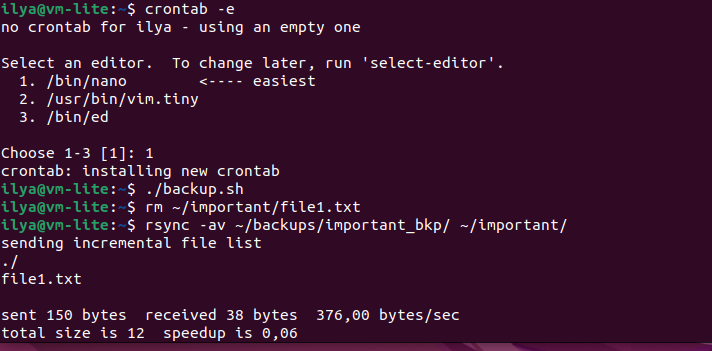 ilya@vm-lite:~$ crontab -e
no crontab for ilya - using an empty one

Select an editor.  To change later, run 'select-editor'.
  1. /bin/nano        <---- easiest
  2. /usr/bin/vim.tiny
  3. /bin/ed

Choose 1-3 [1]: 1
crontab: installing new crontab
ilya@vm-lite:~$ ./backup.sh
ilya@vm-lite:~$ rm ~/important/file1.txt
ilya@vm-lite:~$ rsync -av ~/backups/important_bkp/ ~/important/
sending incremental file list
./
file1.txt

sent 150 bytes  received 38 bytes  376,00 bytes/sec
total size is 12  speedup is 0,06